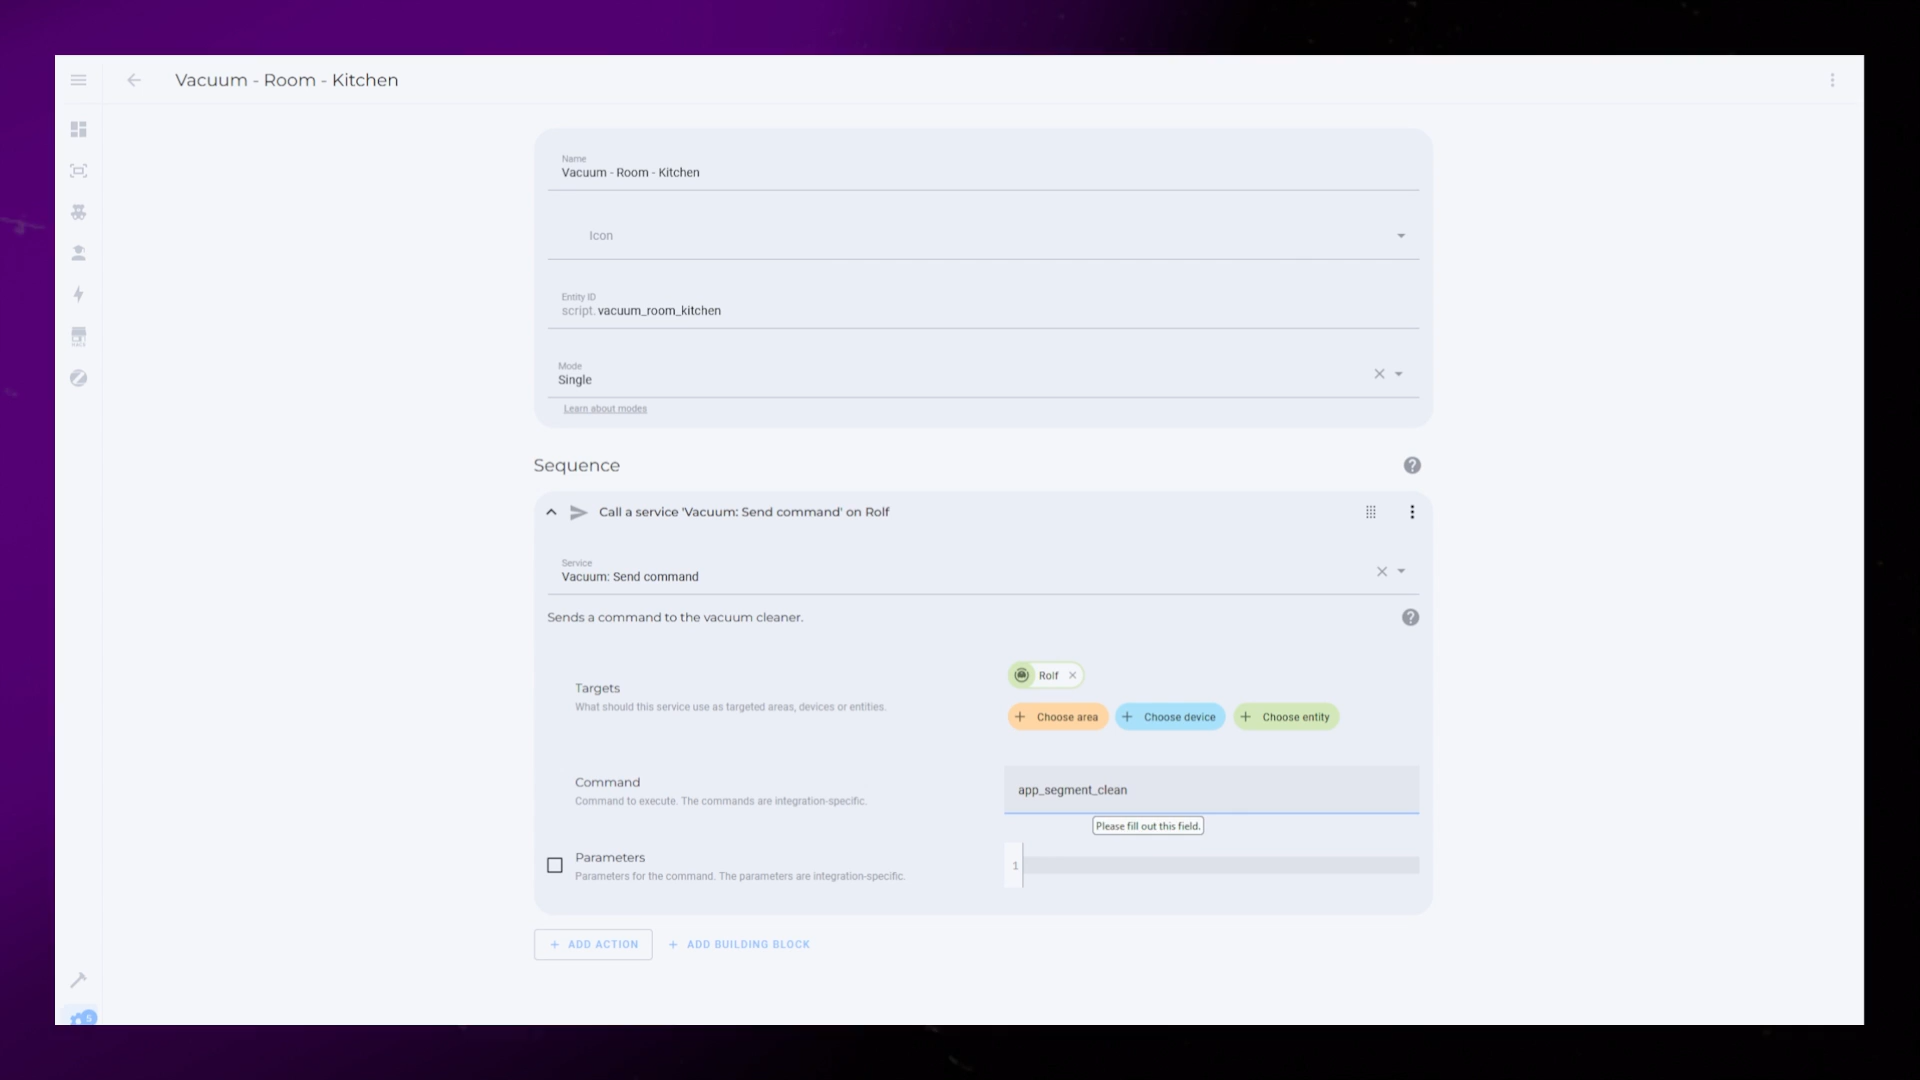 Vacuum - Room - Kitchen
Name
Vacuum - Room - Kitchen
Icon
Entity ID
script. vacuum_room_kitchen
Mode
Single
Learn about modes
Sequence
Call a service 'Vacuum: Send command' on Rolf
Service
Vacuum: Send command
Sends a command to the vacuum cleaner.
Rolf
Targets
What should this service use as targeted areas, devices or entities.
Choose area
Choose device
Choose entity
Command
Command to execute. The commands are integration-specific.
app_segment_clean
Please fill out this field.
Parameters
Parameters for the command. The parameters are integration-specific.
1
+ ADD ACTION
+ ADD BUILDING BLOCK
5